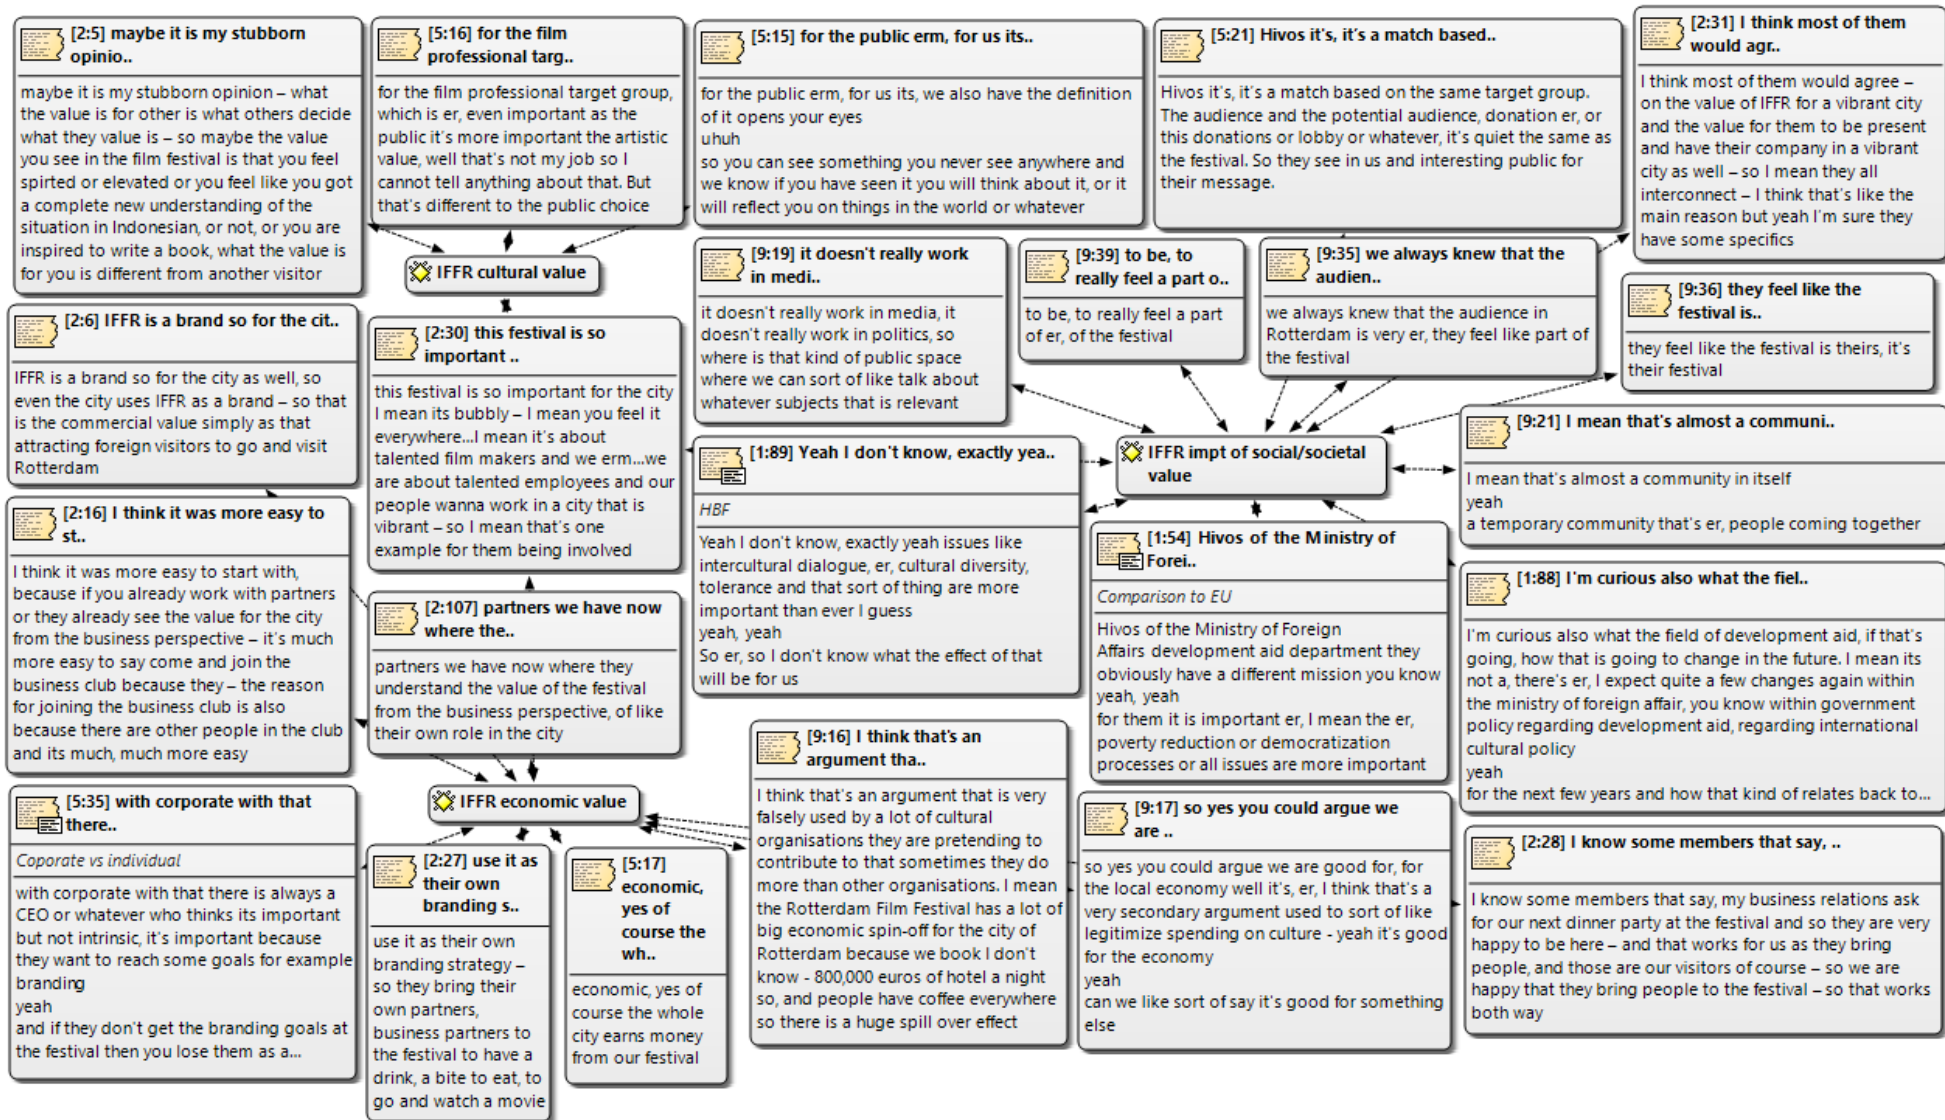 [2:5] maybe it is my stubborn
opinio..
maybe it is my stubborn opinion – what
the value is for other is what others decide
what they value is – so maybe the value
you see in the film festival is that you feel
spirted or elevated or you feel like you got
a complete new understanding of the
situation in Indonesian, or not, or you are
inspired to write a book, what the value is
for you is different from another visitor
[5:16] for the film
professional targ..
for the film professional target group,
which is er, even important as the
public it's more important the artistic
value, well that's not my job so I
cannot tell anything about that. But
that's different to the public choice
[5:15] for the public erm, for us its..
for the public erm, for us its, we also have the definition
of it opens your eyes
uhuh
so you can see something you never see anywhere and
we know if you have seen it you will think about it, or it
will reflect you on things in the world or whatever
[5:21] Hivos it's, it's a match based..
Hivos it's, it's a match based on the same target group.
The audience and the potential audience, donation er, or
this donations or lobby or whatever, it's quiet the same as
the festival. So they see in us and interesting public for
their message.
[2:31] I think most of them
would agr..
I think most of them would agree –
on the value of IFFR for a vibrant city
and the value for them to be present
and have their company in a vibrant
city as well – so I mean they all
interconnect – I think that's like the
main reason but yeah I'm sure they
have some specifics
IFFR cultural value
[9:19] it doesn't really work
in medi..
it doesn't really work in media, it
doesn't really work in politics, so
where is that kind of public space
where we can sort of like talk about
whatever subjects that is relevant
[9:39] to be, to
really feel a part o..
to be, to really feel a part
of er, of the festival
[9:35] we always knew that the
audien..
we always knew that the audience in
Rotterdam is very er, they feel like part of
the festival
[9:36] they feel like the
festival is..
they feel like the festival is theirs, it's
their festival
[2:6] IFFR is a brand so for the cit..
IFFR is a brand so for the city as well, so
even the city uses IFFR as a brand – so that
is the commercial value simply as that
attracting foreign visitors to go and visit
Rotterdam
[2:30] this festival is so
important ..
this festival is so important for the city
I mean its bubbly – I mean you feel it
everywhere...I mean it's about
talented film makers and we erm...we
are about talented employees and our
people wanna work in a city that is
vibrant – so I mean that's one
example for them being involved
[1:89] Yeah I don't know, exactly yea..
HBF
Yeah I don't know, exactly yeah issues like
intercultural dialogue, er, cultural diversity,
tolerance and that sort of thing are more
important than ever I guess
yeah, yeah
So er, so I don't know what the effect of that
will be for us
IFFR impt of social/societal
value
[9:21] I mean that's almost a communi..
I mean that's almost a community in itself
yeah
a temporary community that's er, people coming together
[2:16] I think it was more easy to
st..
I think it was more easy to start with,
because if you already work with partners
or they already see the value for the city
from the business perspective – it's much
more easy to say come and join the
business club because they – the reason
for joining the business club is also
because there are other people in the club
and its much, much more easy
[2:107] partners we have now
where the..
partners we have now where they
understand the value of the festival
from the business perspective, of like
their own role in the city
[1:54] Hivos of the Ministry of
Forei..
Comparison to EU
Hivos of the Ministry of Foreign
Affairs development aid department they
obviously have a different mission you know
yeah, yeah
for them it is important er, I mean the er,
poverty reduction or democratization
processes or all issues are more important
[1:88] I'm curious also what the fiel..
I'm curious also what the field of development aid, if that's
going, how that is going to change in the future. I mean its
not a, there's er, I expect quite a few changes again within
the ministry of foreign affair, you know within government
policy regarding development aid, regarding international
cultural policy
yeah
for the next few years and how that kind of relates back to...
IFFR economic value
[5:35] with corporate with that
there..
Coporate vs individual
with corporate with that there is always a
CEO or whatever who thinks its important
but not intrinsic, it's important because
they want to reach some goals for example
branding
yeah
and if they don't get the branding goals at
the festival then you lose them as a...
[2:27] use it as
their own
branding s..
use it as their own
branding strategy –
so they bring their
own partners,
business partners to
the festival to have a
drink, a bite to eat, to
go and watch a movie
[5:17]
economic,
yes of
course the
wh..
economic, yes of
course the whole
city earns money
from our festival
[9:16] I think that's an
argument tha..
I think that's an argument that is very
falsely used by a lot of cultural
organisations they are pretending to
contribute to that sometimes they do
more than other organisations. I mean
the Rotterdam Film Festival has a lot of
big economic spin-off for the city of
Rotterdam because we book I don't
know - 800,000 euros of hotel a night
so, and people have coffee everywhere
so there is a huge spill over effect
[9:17] so yes you could argue we
are ..
so yes you could argue we are good for, for
the local economy well it's, er, I think that's a
very secondary argument used to sort of like
legitimize spending on culture - yeah it's good
for the economy
yeah
can we like sort of say it's good for something
else
[2:28] I know some members that say, ..
I know some members that say, my business relations ask
for our next dinner party at the festival and so they are very
happy to be here – and that works for us as they bring
people, and those are our visitors of course – so we are
happy that they bring people to the festival – so that works
both way